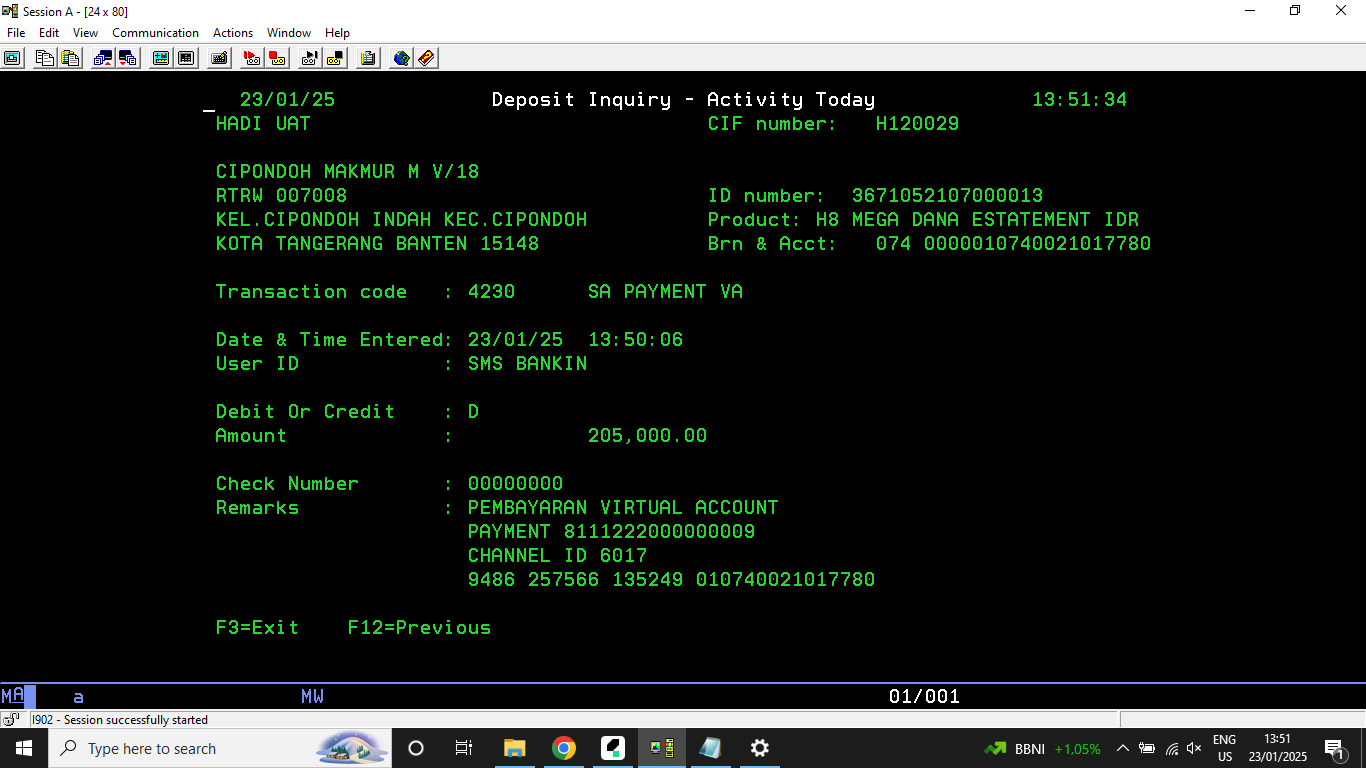 Session A - [24 x 80]
File Edit View Communication Actions Window Help
23/01/25 Deposit Inquiry - Activity Today 13:51:34
HADI UAT CIF number: H120029
CIPONDOH MAKMUR M V/18
RTRW 007008 ID number: 3671052107000013
KEL.CIPONDOH INDAH KEC.CIPONDOH Product: H8 MEGA DANA ESTATEMENT IDR
KOTA TANGERANG BANTEN 15148 Brn & Acct: 074 0000010740021017780
Transaction code : 4230 SA PAYMENT VA
Date & Time Entered: 23/01/25 13:50:06
User ID : SMS BANKIN
Debit Or Credit : D
Amount : 205,000.00
Check Number : 00000000
Remarks : PEMBAYARAN VIRTUAL ACCOUNT
PAYMENT 8111222000000009
CHANNEL ID 6017
9486 257566 135249 010740021017780
F3=Exit F12=Previous
MA a MW 01/001
I902 - Session successfully started
Type here to search BBNI +1,05% ENG US 13:51 23/01/2025 1